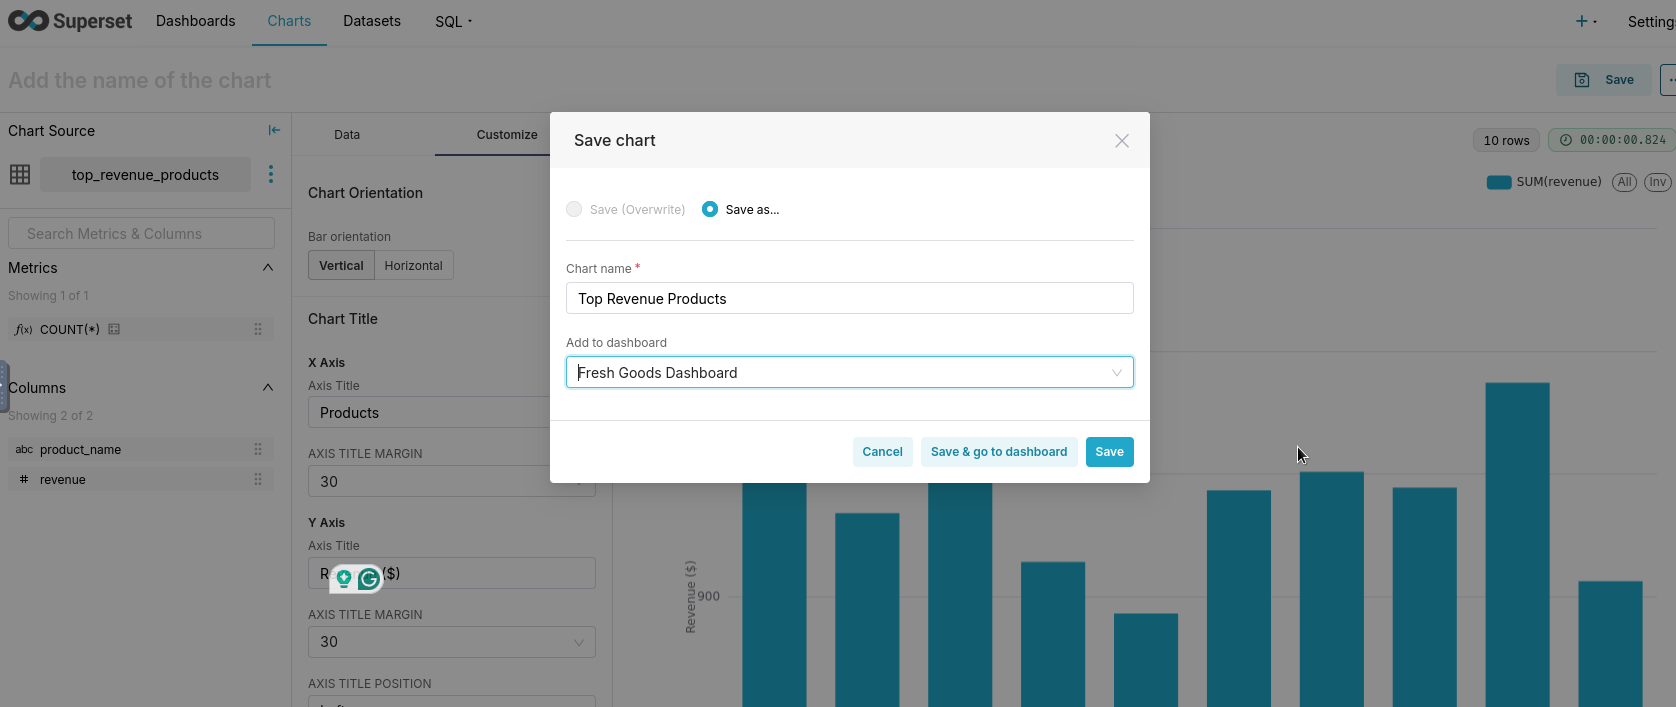 Superset
Dashboards
Charts
Datasets
SQL
Add the name of the chart
Save
Chart Source
top_revenue_products
Search Metrics & Columns
Metrics
Showing 1 of 1
f(x) COUNT(*)
Columns
Showing 2 of 2
abc product_name
# revenue
Data
Customize
Chart Orientation
Bar orientation
Vertical
Horizontal
Chart Title
X Axis
Axis Title
Products
AXIS TITLE MARGIN
30
Y Axis
Axis Title
($)
AXIS TITLE MARGIN
30
AXIS TITLE POSITION
Save chart
Save (Overwrite)
Save as...
Chart name *
Top Revenue Products
Add to dashboard
Fresh Goods Dashboard
Cancel
Save & go to dashboard
Save
10 rows
00:00:00.824
SUM(revenue)
All
Inv
Revenue ($)
900